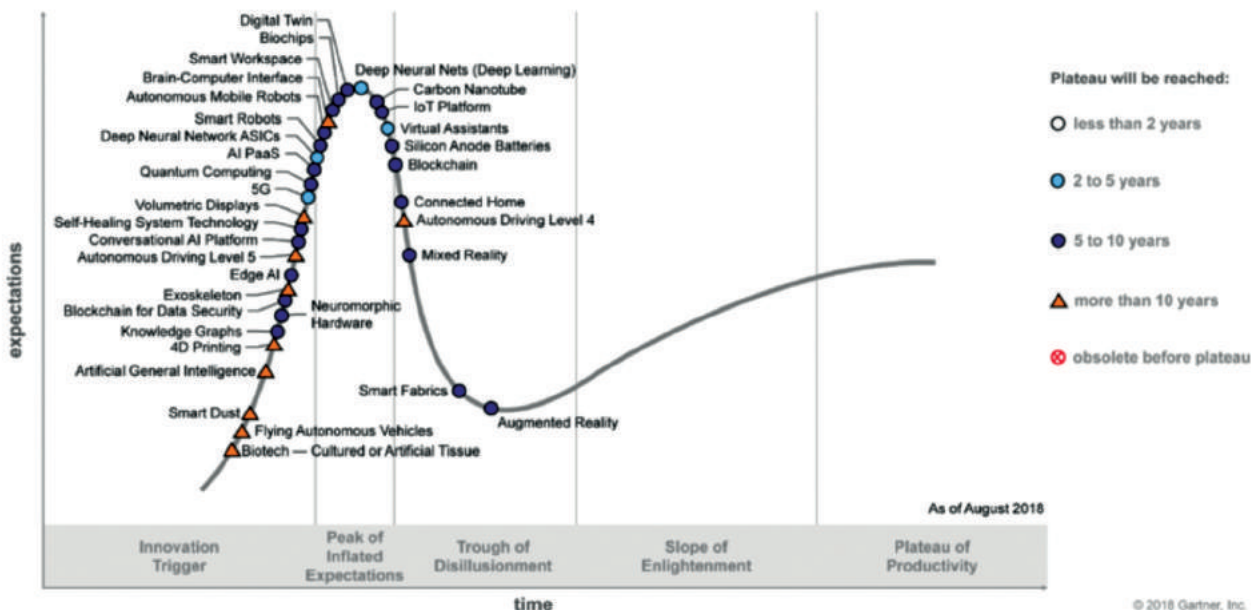 Digital Twin
Biochips
Smart Workspace
Brain-Computer Interface
Autonomous Mobile Robots
Smart Robots
Deep Neural Network ASICs
AI PaaS
Quantum Computing
5G
Volumetric Displays
Self-Healing System Technology
Conversational AI Platform
Autonomous Driving Level 5
Edge AI
Exoskeleton
Blockchain for Data Security
Neuromorphic
Hardware
Knowledge Graphs
4D Printing
Artificial General Intelligence
Smart Dust
Flying Autonomous Vehicles
Biotech — Cultured or Artificial Tissue
Deep Neural Nets (Deep Learning)
Carbon Nanotube
IoT Platform
Virtual Assistants
Silicon Anode Batteries
Blockchain
Connected Home
Autonomous Driving Level 4
Mixed Reality
Smart Fabrics
Augmented Reality
Plateau will be reached:
less than 2 years
2 to 5 years
5 to 10 years
more than 10 years
obsolete before plateau
As of August 2018
expectations
Innovation
Trigger
Peak of
Inflated
Expectations
Trough of
Disillusionment
Slope of
Enlightenment
Plateau of
Productivity
time
© 2018 Gartner, Inc.